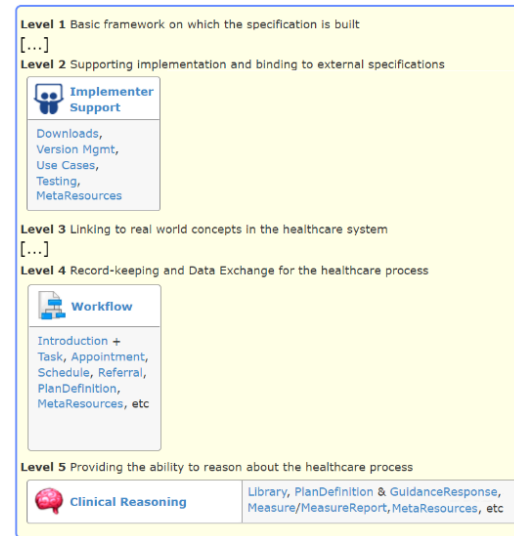 Level 1 Basic framework on which the specification is built
[...]
Level 2 Supporting implementation and binding to external specifications
Implementer
Support
Downloads,
Version Mgmt,
Use Cases,
Testing,
MetaResources
Level 3 Linking to real world concepts in the healthcare system
[...]
Level 4 Record-keeping and Data Exchange for the healthcare process
Workflow
Introduction +
Task, Appointment,
Schedule, Referral,
PlanDefinition,
MetaResources, etc
Level 5 Providing the ability to reason about the healthcare process
Clinical Reasoning
Library, PlanDefinition & GuidanceResponse,
Measure/MeasureReport, MetaResources, etc